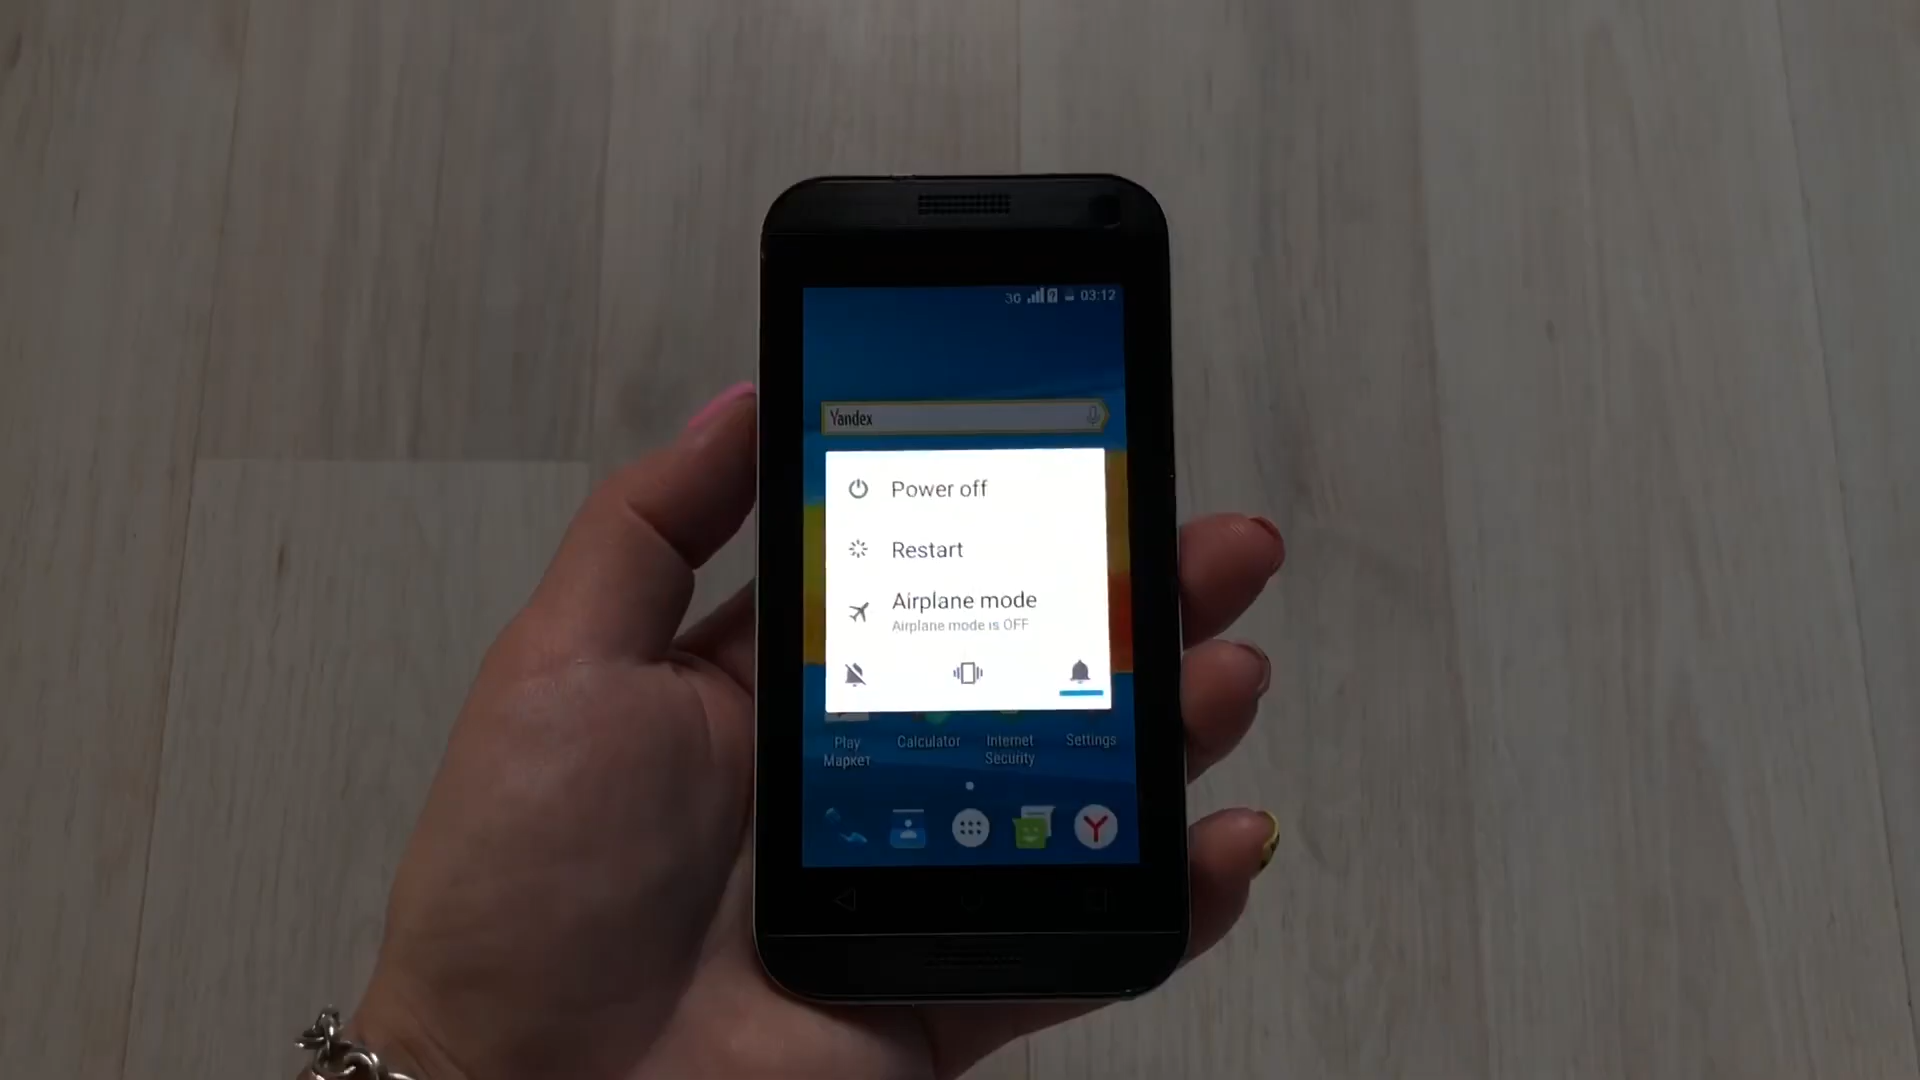 3G 03:12
Yandex
Power off
Restart
Airplane mode
Airplane mode is OFF
Play
Маркет
Calculator
Internet
Security
Settings
Y